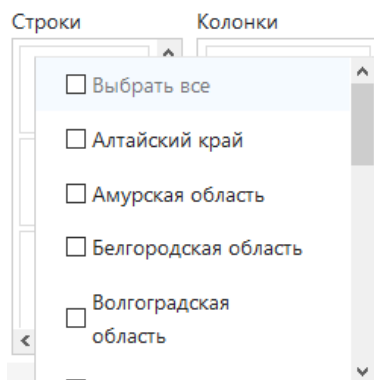 Строки Колонки
Выбрать все
Алтайский край
Амурская область
Белгородская область
Волгоградская
область